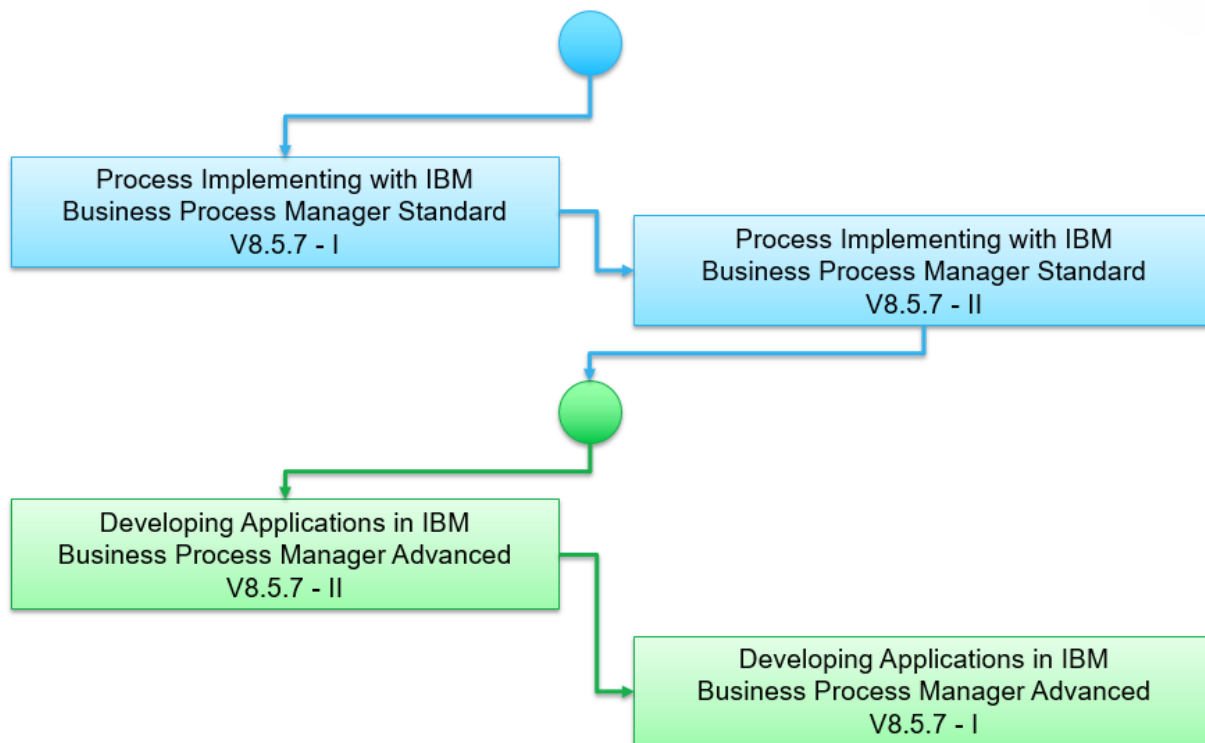 Process Implementing with IBM
Business Process Manager Standard
V8.5.7 - I
Process Implementing with IBM
Business Process Manager Standard
V8.5.7 - II
Developing Applications in IBM
Business Process Manager Advanced
V8.5.7 - II
Developing Applications in IBM
Business Process Manager Advanced
V8.5.7 - I